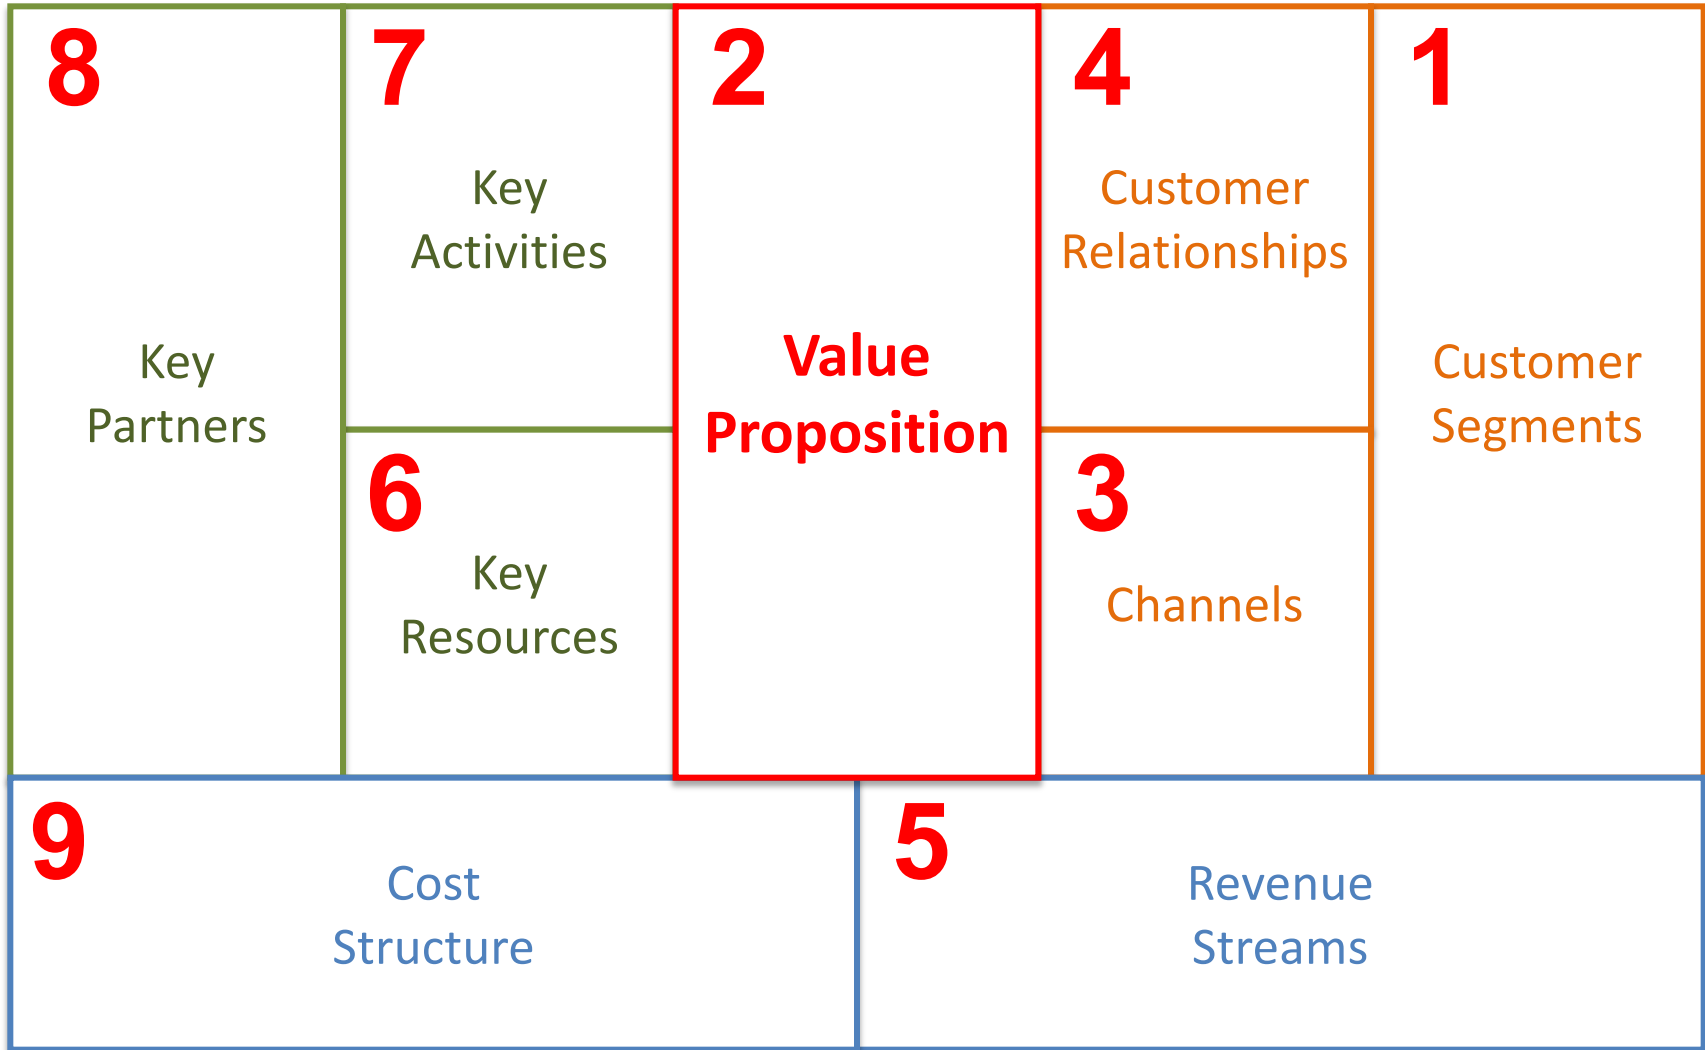 8
Key
Partners
7
Key
Activities
6
Key
Resources
2
Value
Proposition
4
Customer
Relationships
3
Channels
1
Customer
Segments
9
Cost
Structure
5
Revenue
Streams